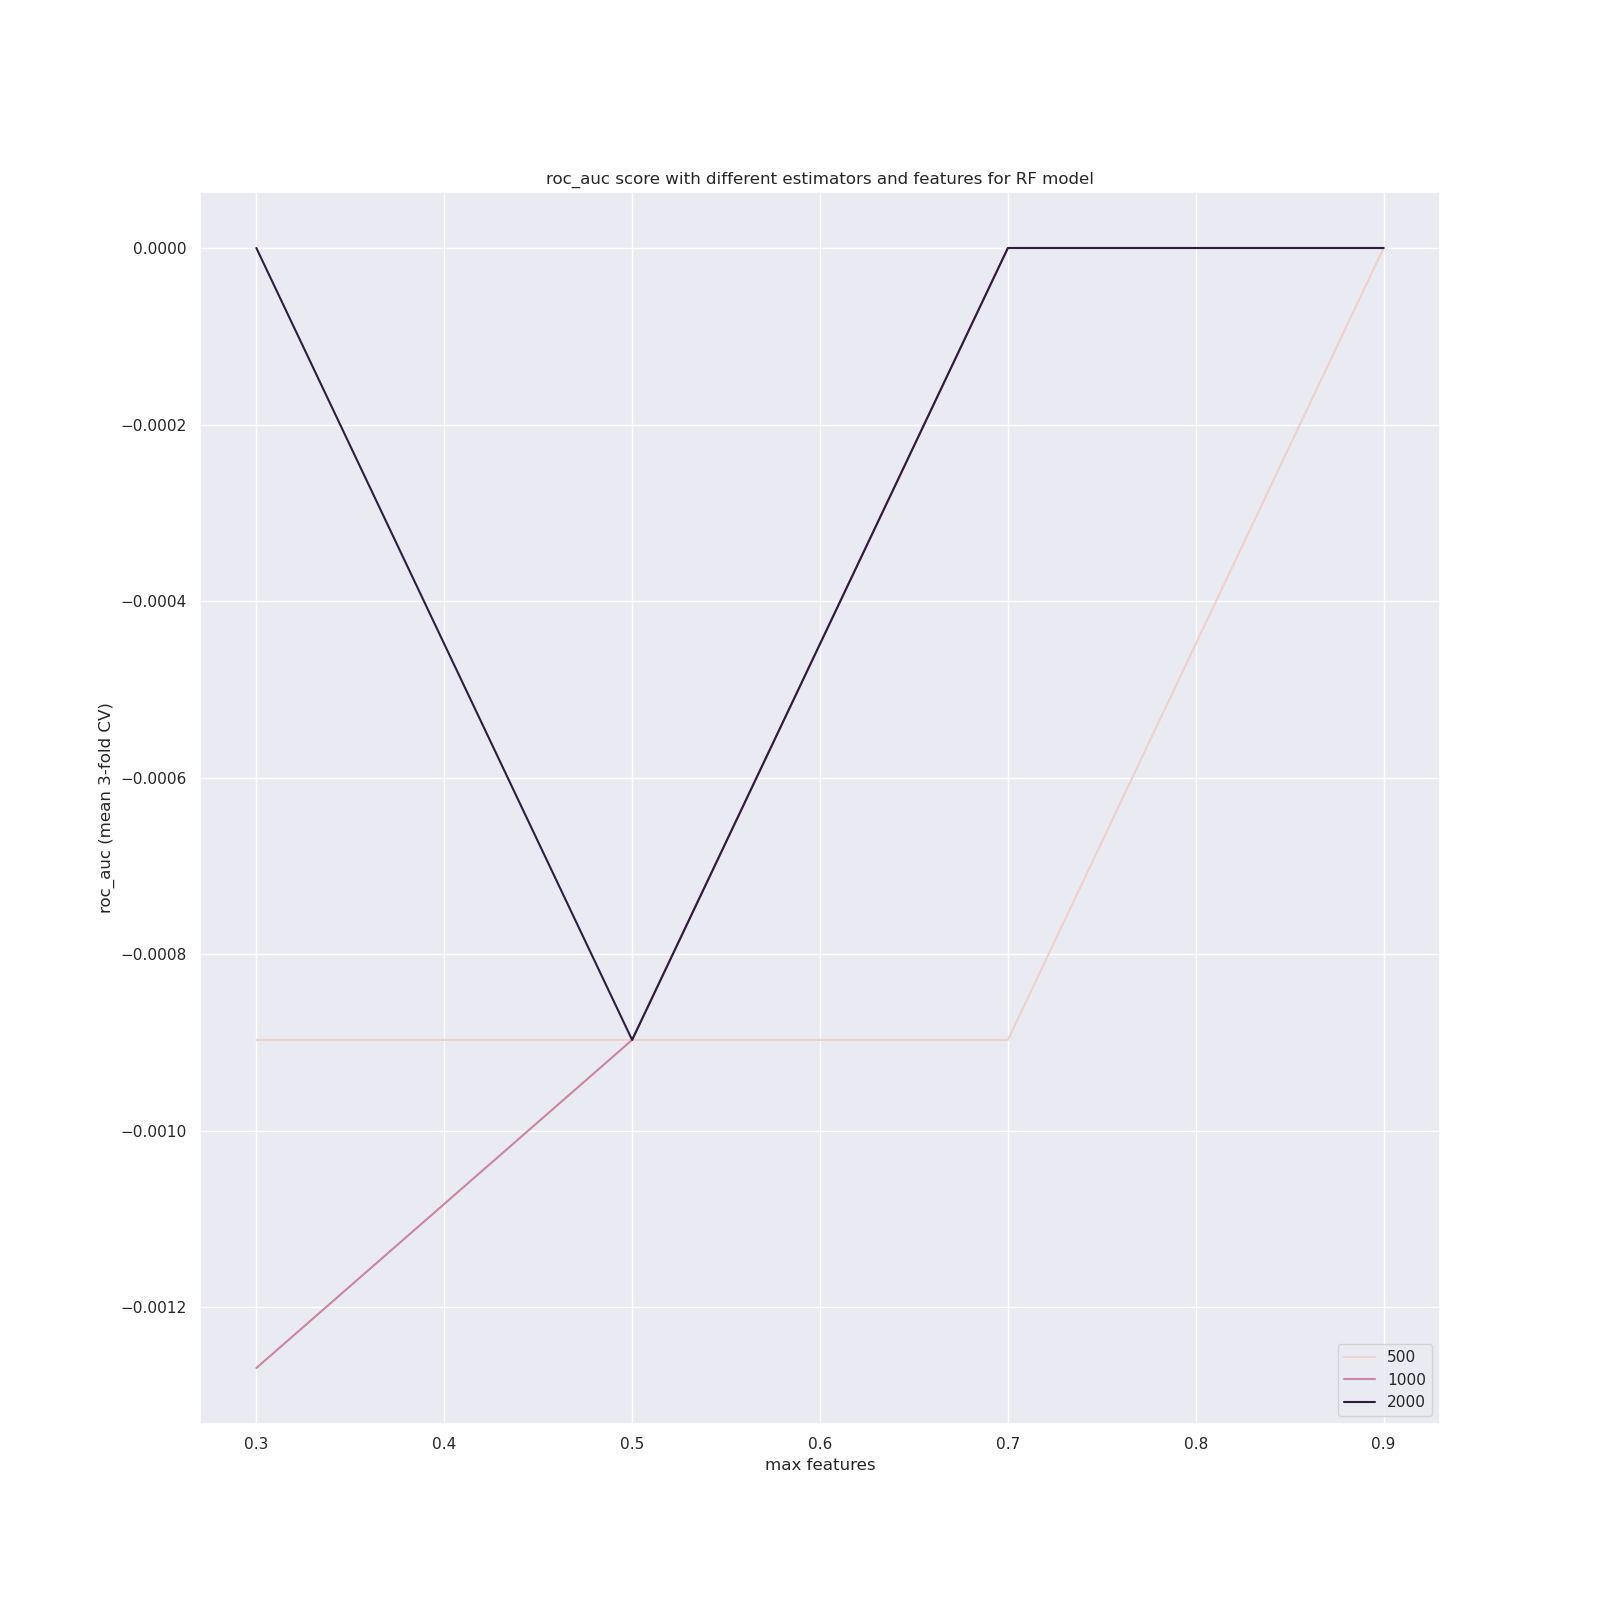 roc_auc score with different estimators and features for RF model
0.0000
−0.0002
−0.0004
−0.0006
−0.0008
−0.0010
−0.0012
roc_auc (mean 3-fold CV)
500
1000
2000
0.3 0.4 0.5 0.6 0.7 0.8 0.9
max features